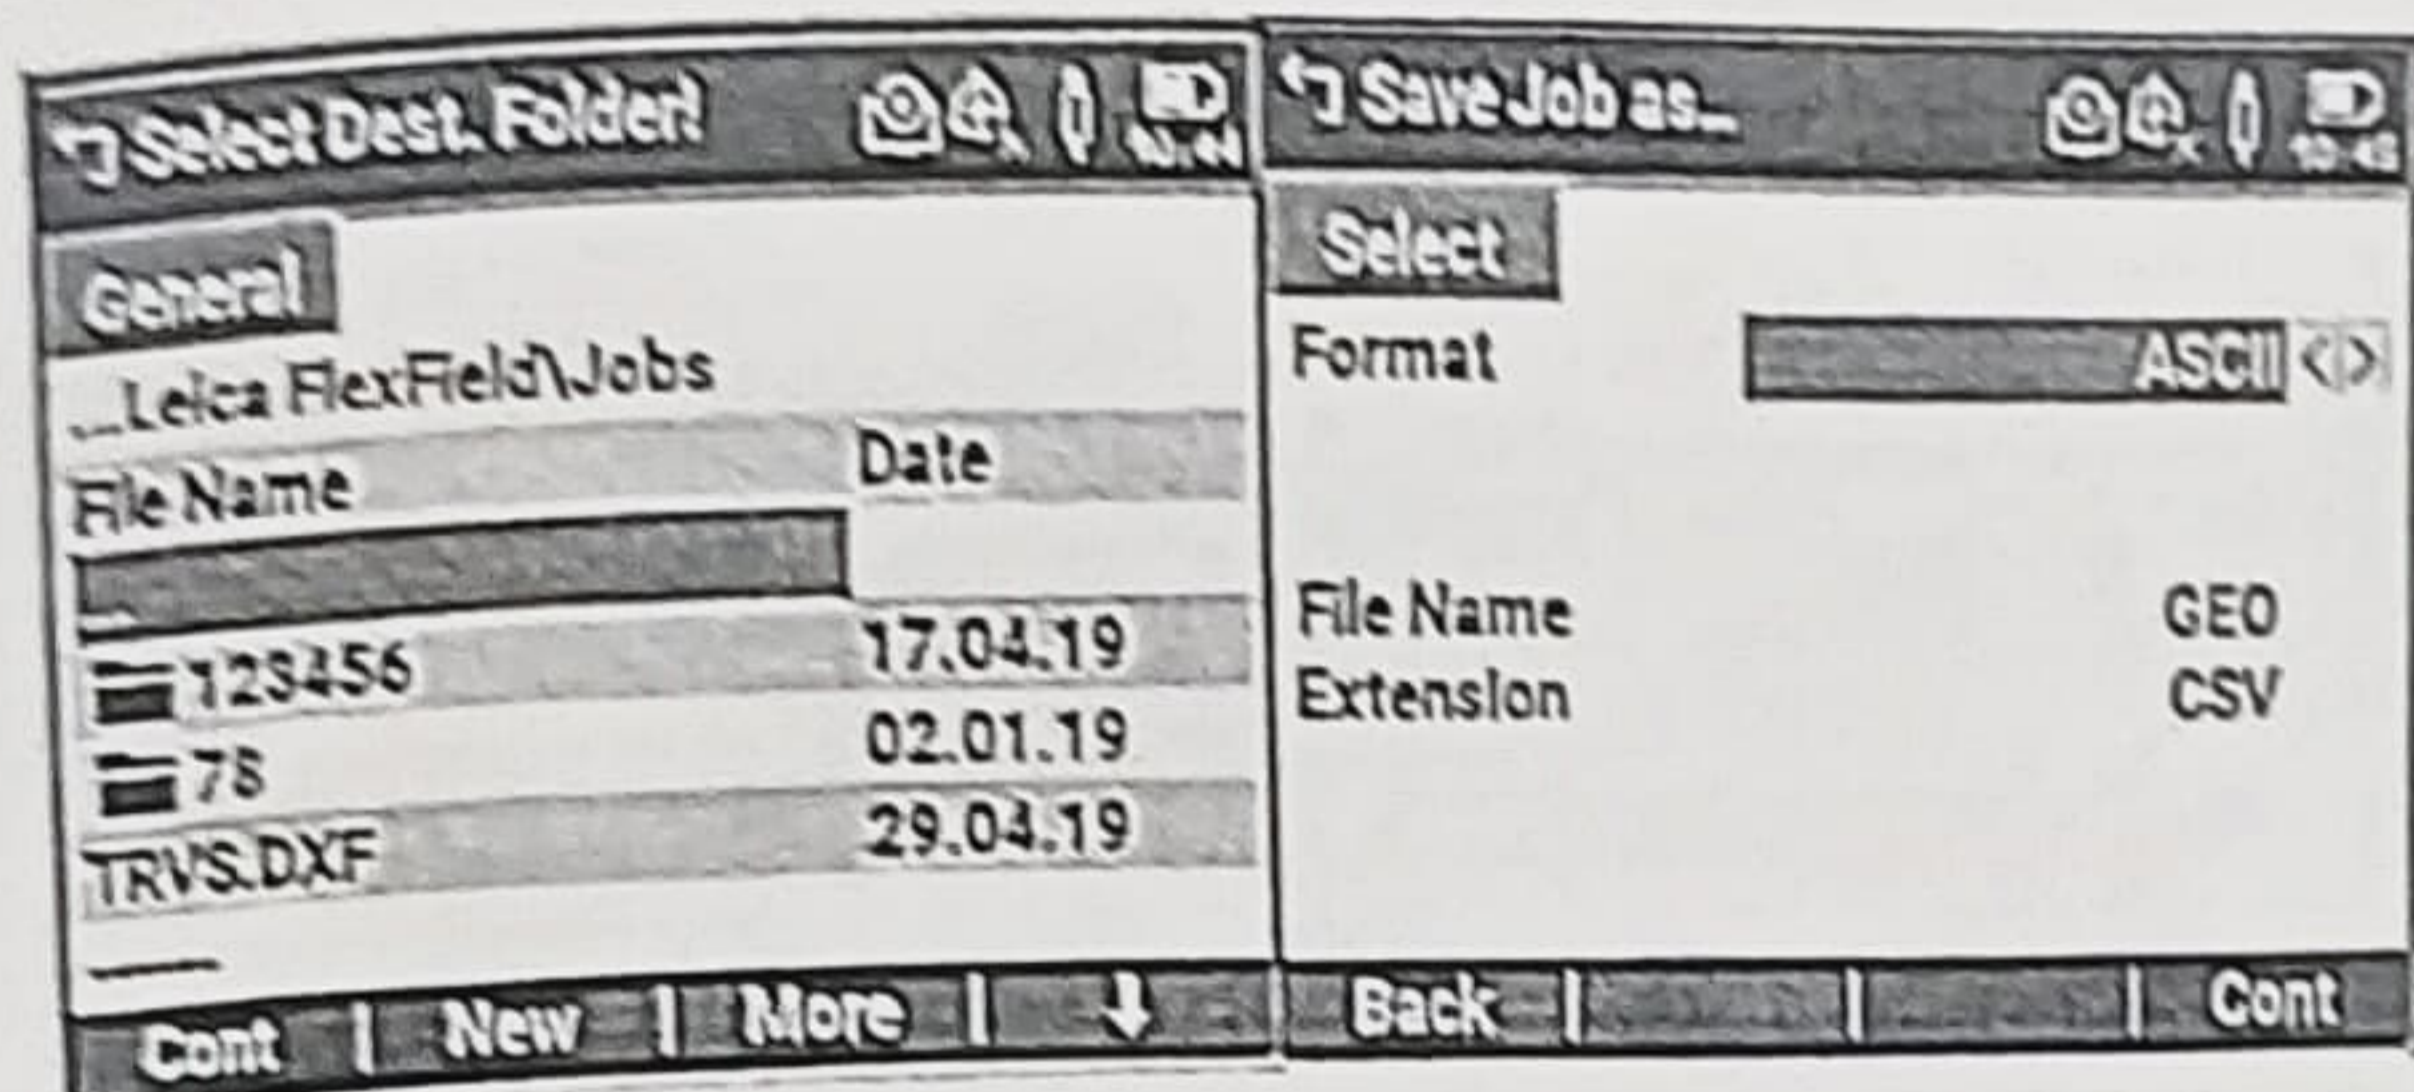 Select Dest. Folder!
General
...Leica FlexField\Jobs
File Name Date
..
123456 17.04.19
78 02.01.19
TRVS.DXF 29.04.19
Cont | New | More | ↓
Save Job as...
10:43
Select
Format ASCII
File Name GEO
Extension CSV
Back | | | Cont